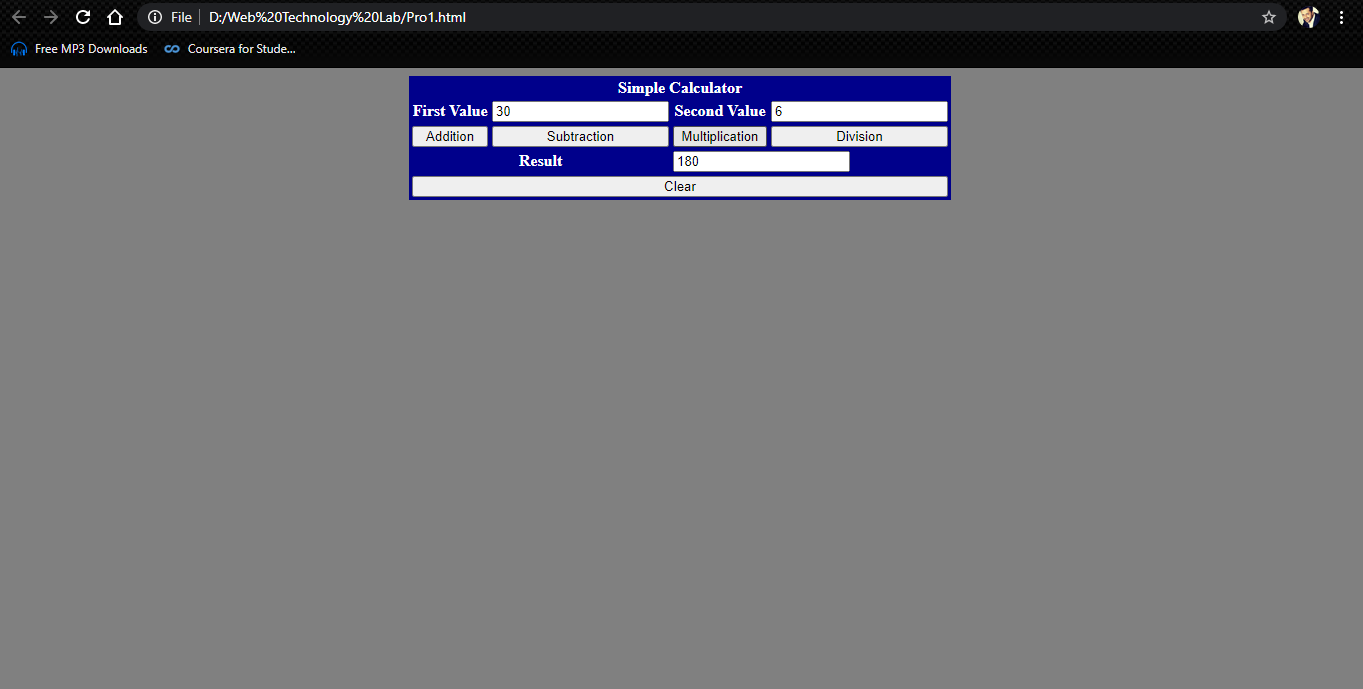 File D:/Web%20Technology%20Lab/Pro1.html
Free MP3 Downloads Coursera for Stude...
Simple Calculator
First Value 30 Second Value 6
Addition Subtraction Multiplication Division
Result 180
Clear